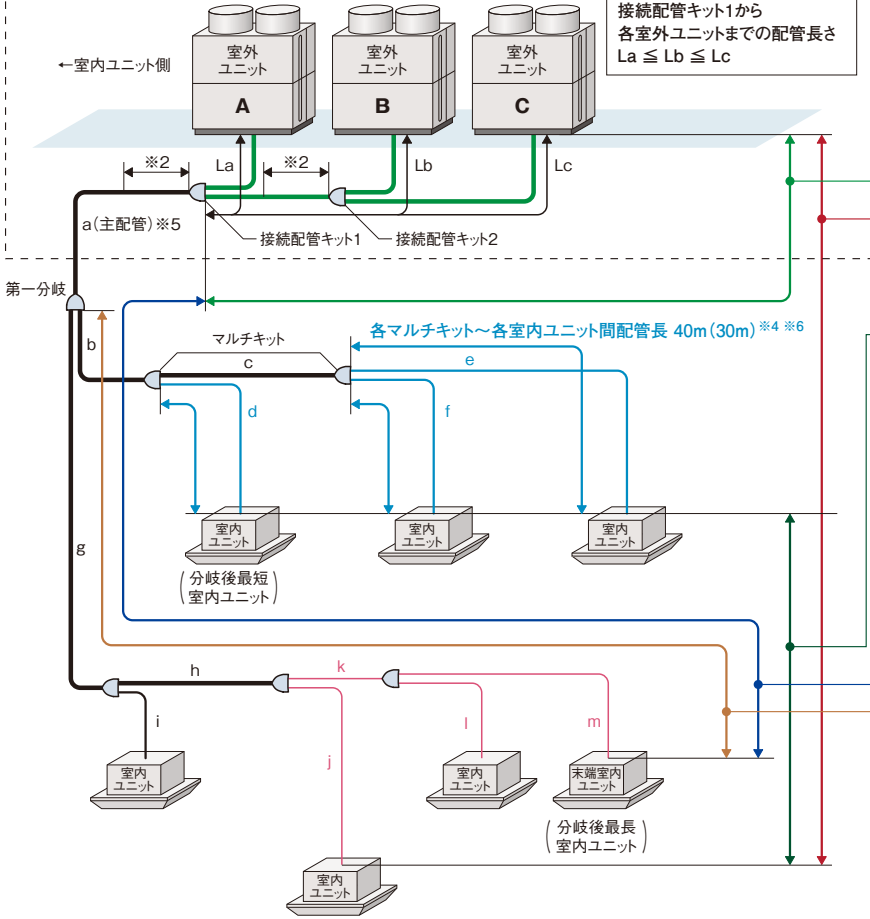 接続配管キット1から
各室外ユニットまでの配管長さ
La ≦ Lb ≦ Lc
←室内ユニット側
室外
ユニット
A
室外
ユニット
B
室外
ユニット
C
※2
La
※2
Lb
Lc
a(主配管)※5
接続配管キット1
接続配管キット2
第一分岐
b
マルチキット
c
各マルチキット～各室内ユニット間配管長 40m(30m)※4 ※6
e
d
f
g
室内
ユニット
室内
ユニット
室内
ユニット
(分岐後最短
室内ユニット)
h
k
i
j
l
m
室内
ユニット
室内
ユニット
末端室内
ユニット
(分岐後最長
室内ユニット)
室内
ユニット